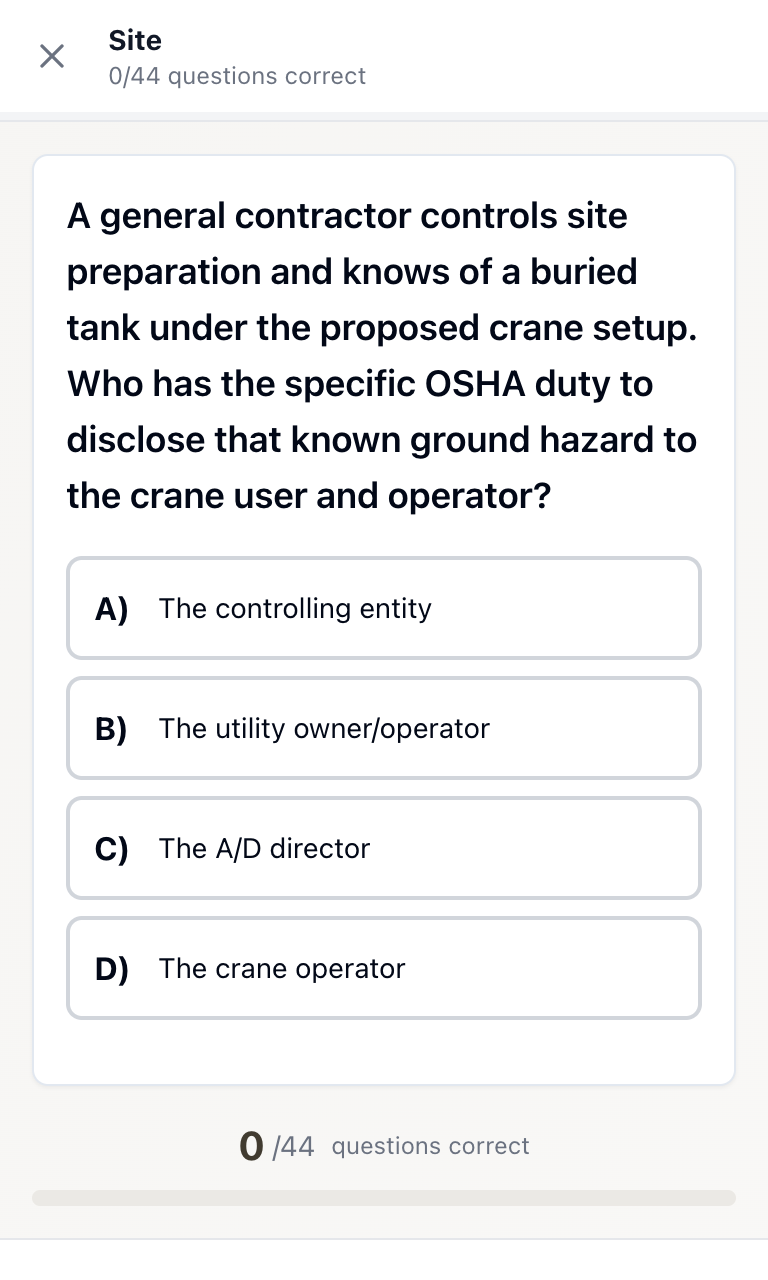 Site
0/44 questions correct
A general contractor controls site
preparation and knows of a buried
tank under the proposed crane setup.
Who has the specific OSHA duty to
disclose that known ground hazard to
the crane user and operator?
A) The controlling entity
B) The utility owner/operator
C) The A/D director
D) The crane operator
0 /44 questions correct